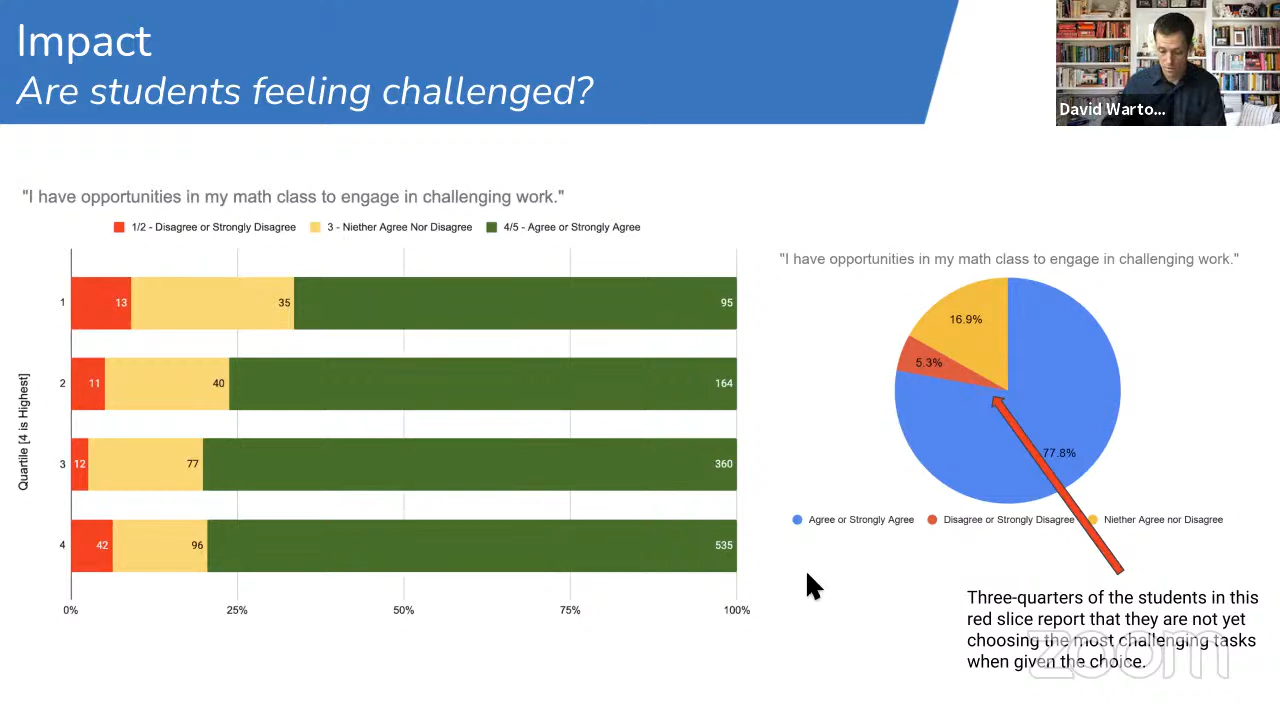 Impact
Are students feeling challenged?
David Warto...
"I have opportunities in my math class to engage in challenging work."
1/2 - Disagree or Strongly Disagree
3 - Niether Agree Nor Disagree
4/5 - Agree or Strongly Agree
Quartile [4 is Highest]
1
13
35
95
2
11
40
164
3
12
77
360
4
42
96
535
0%
25%
50%
75%
100%
"I have opportunities in my math class to engage in challenging work."
16.9%
5.3%
77.8%
Agree or Strongly Agree
Disagree or Strongly Disagree
Niether Agree nor Disagree
Three-quarters of the students in this
red slice report that they are not yet
choosing the most challenging tasks
when given the choice.
zoom